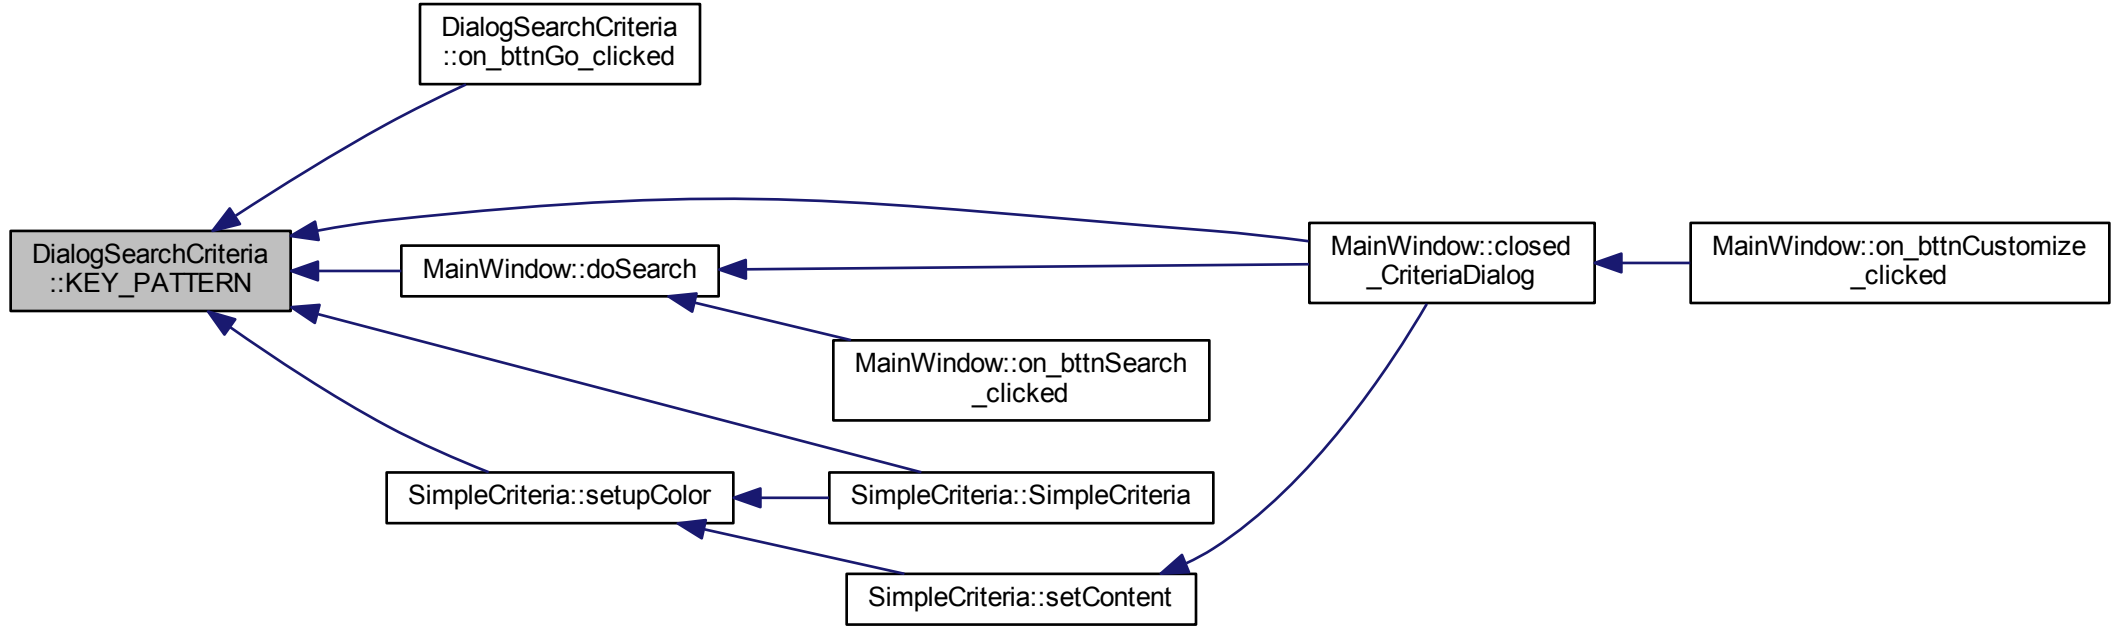 DialogSearchCriteria
::on_bttnGo_clicked
DialogSearchCriteria
::KEY_PATTERN
MainWindow::doSearch
MainWindow::closed
_CriteriaDialog
MainWindow::on_bttnCustomize
_clicked
MainWindow::on_bttnSearch
_clicked
SimpleCriteria::setupColor
SimpleCriteria::SimpleCriteria
SimpleCriteria::setContent